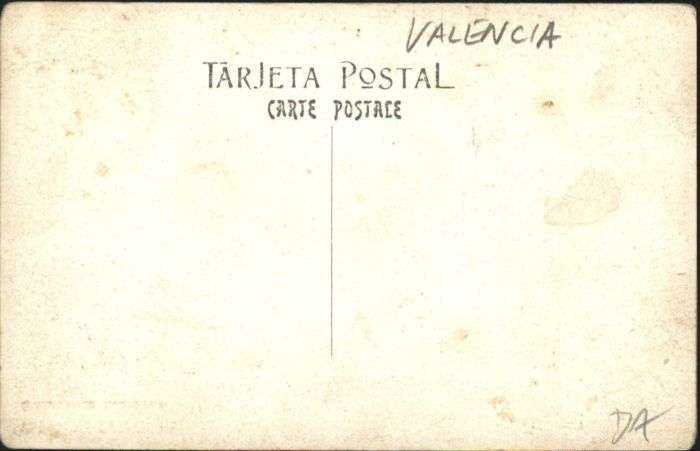 VALENCIA
TARJETA POSTAL
CARTE POSTALE
DA